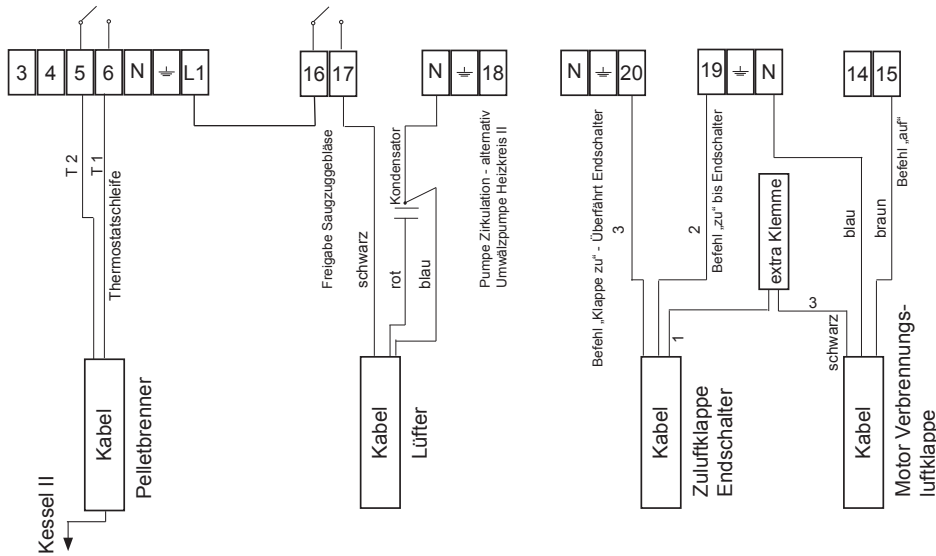 3 4 5 6 N L1
16 17
N 18
N 20
19 N
14 15
T 2
T 1
Thermostatschleife
Freigabe Saugzuggebläse
schwarz
Kondensator
rot
blau
Pumpe Zirkulation - alternativ
Umwälzpumpe Heizkreis II
Befehl „Klappe zu“ - Überfährt Endschalter
3
2
Befehl „zu“ bis Endschalter
extra Klemme
blau
braun
Befehl „auf“
1
3
schwarz
Kabel
Pelletbrenner
Kessel II
Kabel
Lüfter
Kabel
Zuluftklappe
Endschalter
Kabel
Motor Verbrennungs-
luftklappe